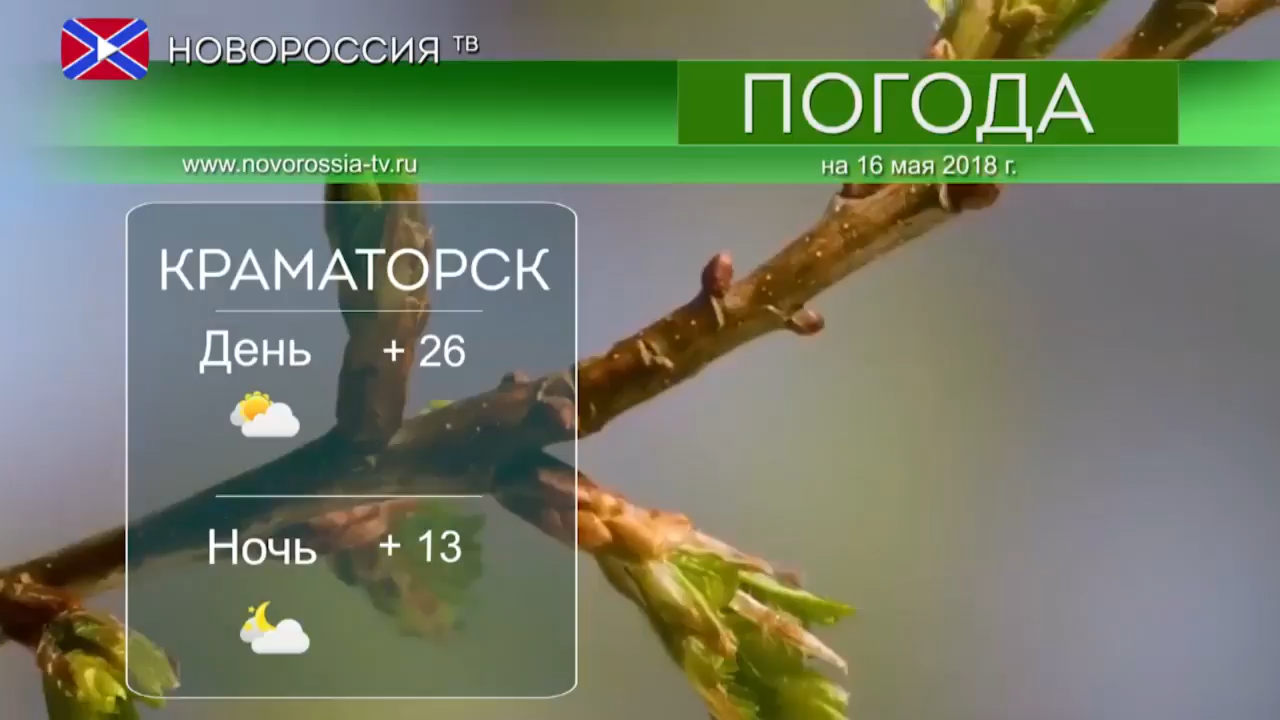 НОВОРОССИЯ ТВ
ПОГОДА
www.novorossia-tv.ru
на 16 мая 2018 г.
КРАМАТОРСК
День + 26
Ночь + 13